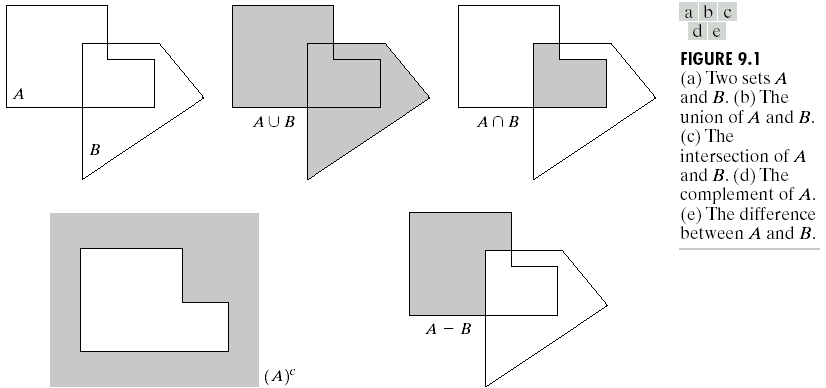 A
B
A ∪ B
A ∩ B
(A)ᶜ
A − B
a b c
d e
FIGURE 9.1
(a) Two sets A
and B. (b) The
union of A and B.
(c) The
intersection of A
and B. (d) The
complement of A.
(e) The difference
between A and B.